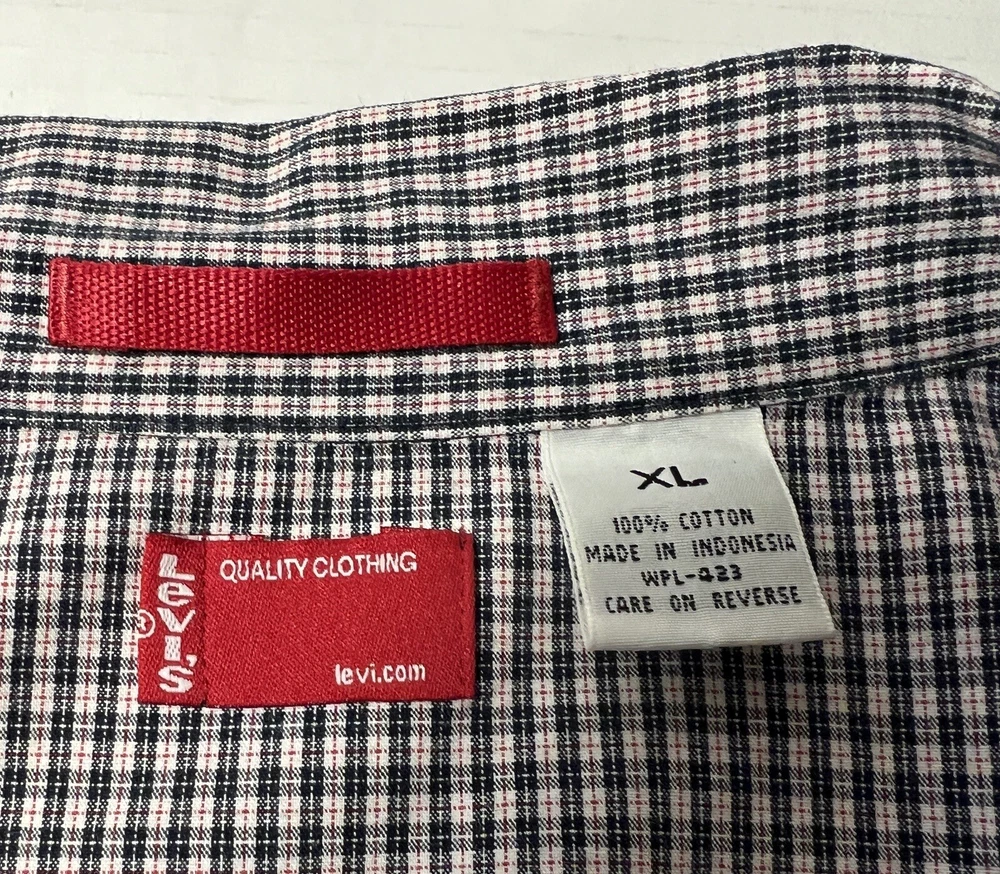 LEVI'S
®
QUALITY CLOTHING
levi.com
XL
100% COTTON
MADE IN INDONESIA
WPL-423
CARE ON REVERSE